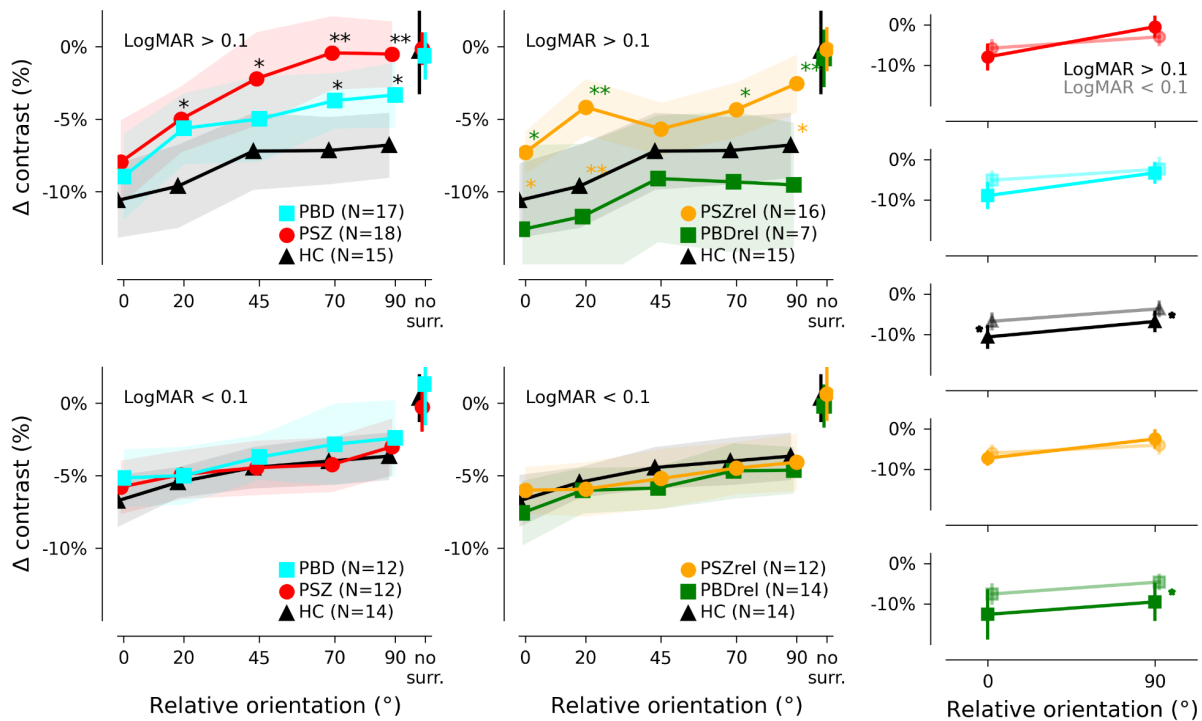 LogMAR > 0.1
0%
-5%
-10%
Δ contrast (%)
* * ** **
* *
PBD (N=17)
PSZ (N=18)
HC (N=15)
0 20 45 70 90 no surr.
LogMAR > 0.1
0%
-5%
-10%
* ** * **
* ** *
PSZrel (N=16)
PBDrel (N=7)
HC (N=15)
0 20 45 70 90 no surr.
LogMAR < 0.1
0%
-5%
-10%
Δ contrast (%)
PBD (N=12)
PSZ (N=12)
HC (N=14)
0 20 45 70 90 no surr.
Relative orientation (°)
LogMAR < 0.1
0%
-5%
-10%
PSZrel (N=12)
PBDrel (N=14)
HC (N=14)
0 20 45 70 90 no surr.
Relative orientation (°)
0%
-10%
LogMAR > 0.1
LogMAR < 0.1
0%
-10%
0%
-10%
* *
0%
-10%
0%
-10%
*
0 90
Relative orientation (°)